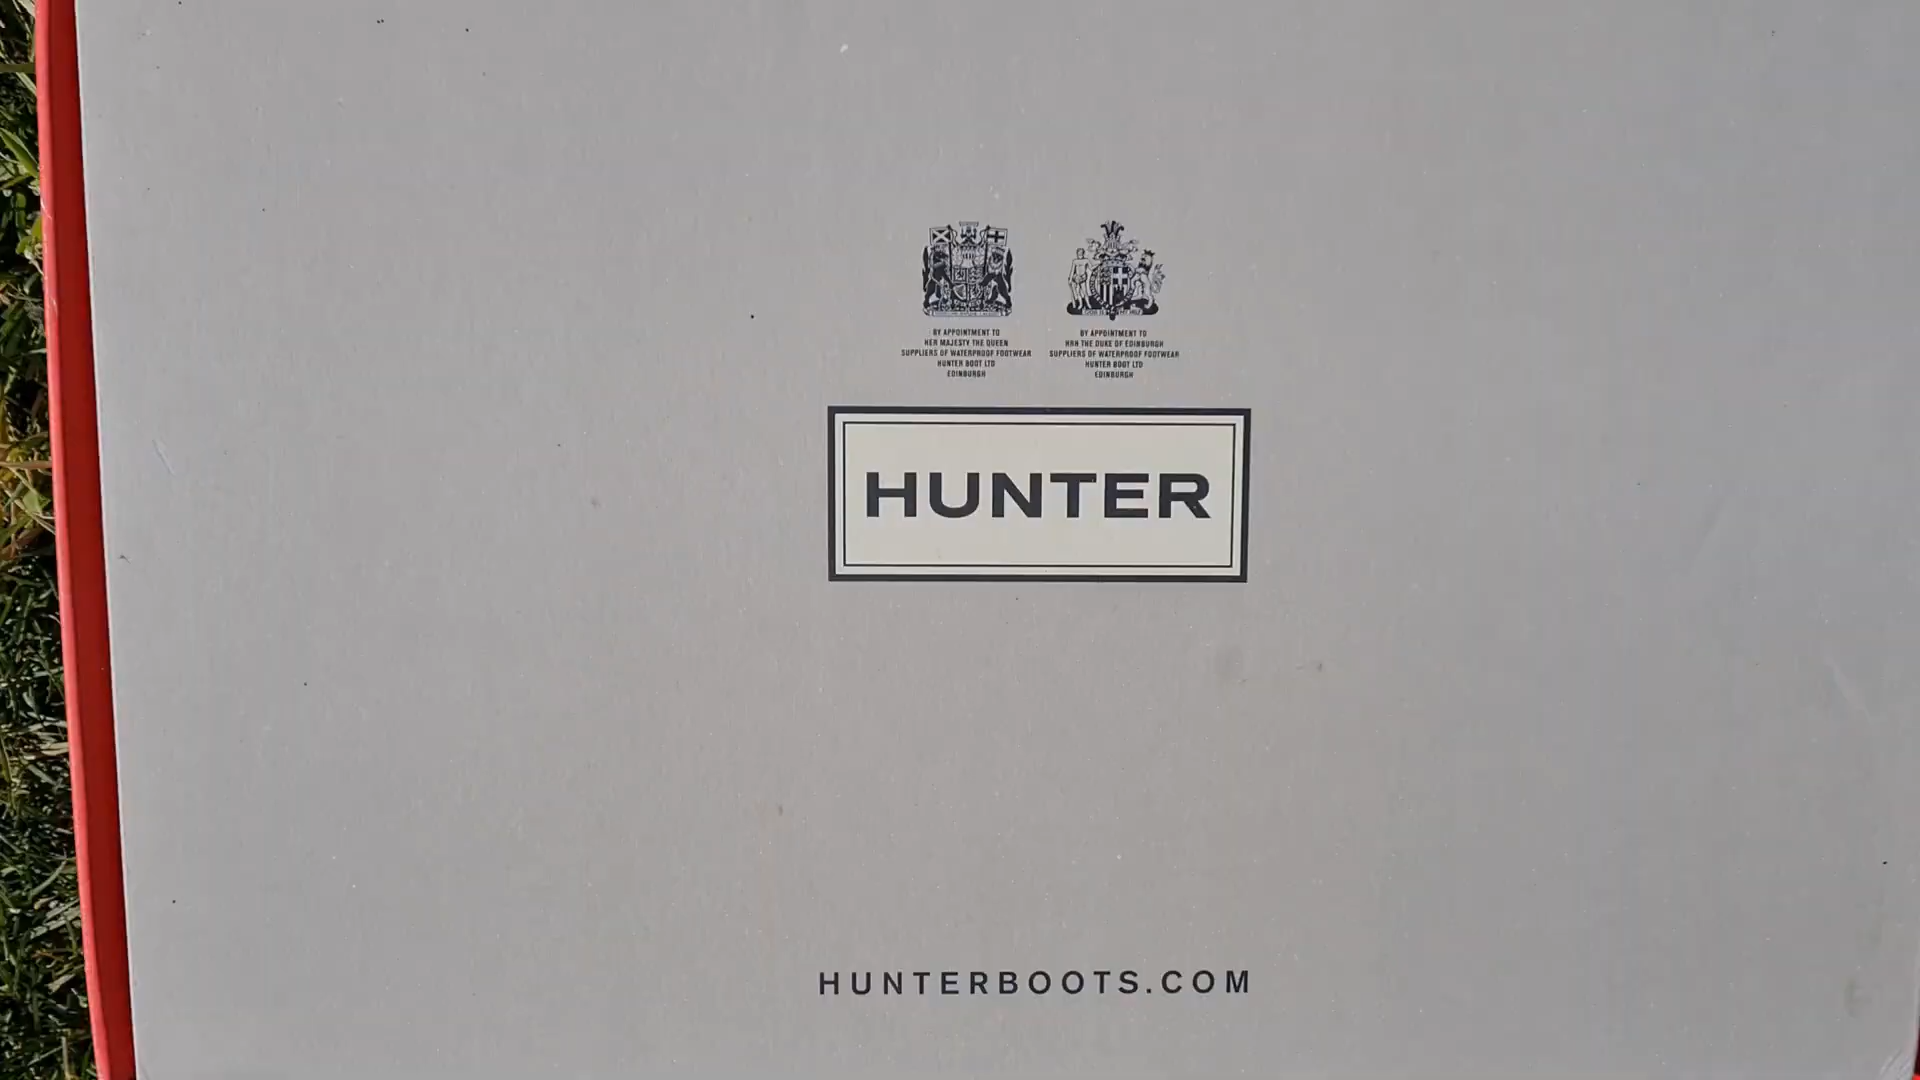 BY APPOINTMENT TO
HER MAJESTY THE QUEEN
SUPPLIERS OF WATERPROOF FOOTWEAR
HUNTER BOOT LTD
EDINBURGH
BY APPOINTMENT TO
HRH THE DUKE OF EDINBURGH
SUPPLIERS OF WATERPROOF FOOTWEAR
HUNTER BOOT LTD
EDINBURGH
HUNTER
HUNTERBOOTS.COM